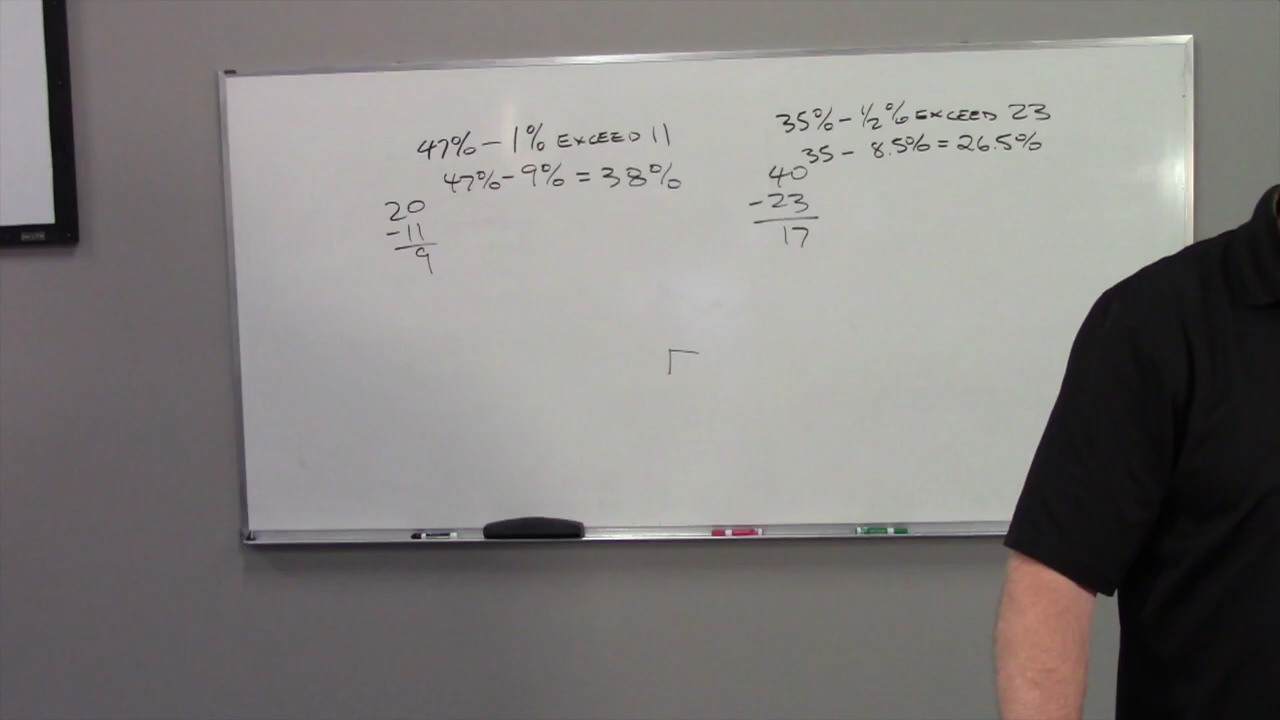 47% - 1% EXCEED 11
47% - 9% = 38%
20
-11
9
35% - 1/2% EXCEED 23
35 - 8.5% = 26.5%
40
-23
17